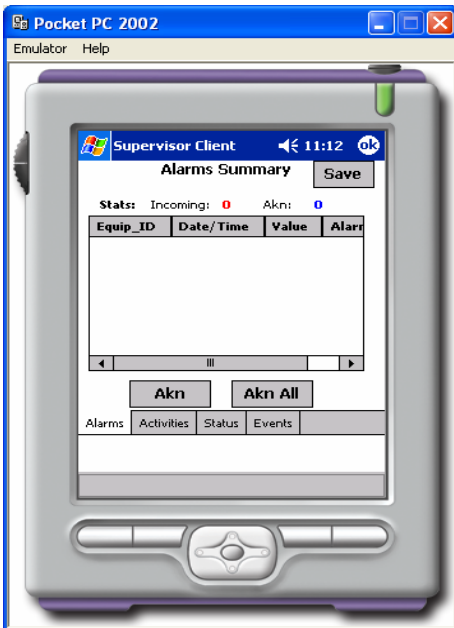 Pocket PC 2002
Emulator Help
Supervisor Client 11:12 ok
Alarms Summary Save
Stats: Incoming: 0 Akn: 0
Equip_ID Date/Time Value Alarr
Akn Akn All
Alarms Activities Status Events